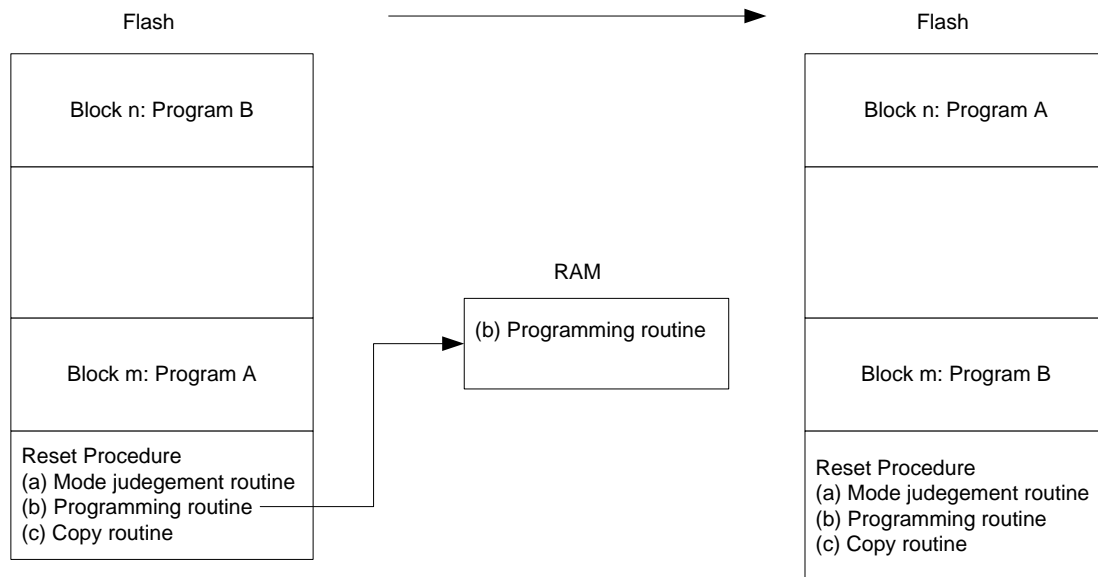 Flash
Flash
Block n: Program B
Block n: Program A
RAM
(b) Programming routine
Block m: Program A
Block m: Program B
Reset Procedure
(a) Mode judegement routine
(b) Programming routine
(c) Copy routine
Reset Procedure
(a) Mode judgement routine
(b) Programming routine
(c) Copy routine